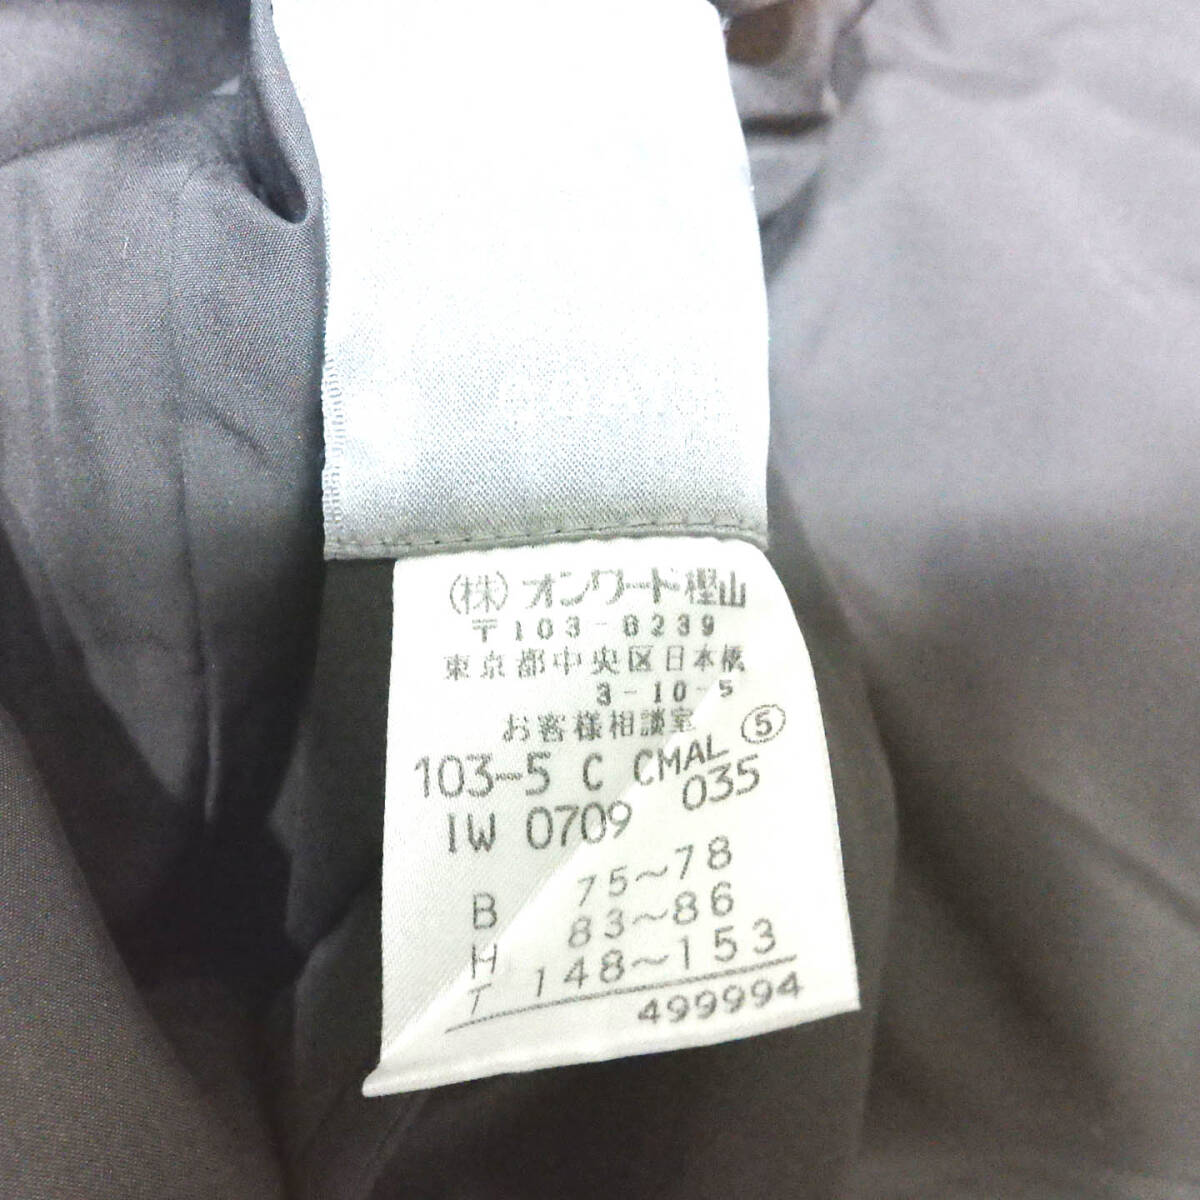 (株)オンワード樫山
〒103-8239
東京都中央区日本橋
3-10-5
お客様相談室
103-5 C CMAL ⑤
IW 0709 035
B 75~78
H 83~86
T 148~153
499994